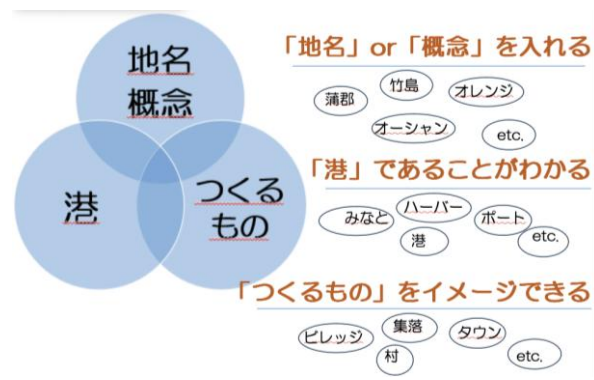 地名
概念
港
つくる
もの
「地名」or「概念」を入れる
蒲郡
竹島
オレンジ
オーシャン
etc.
「港」であることがわかる
みなと
ハーバー
ポート
港
etc.
「つくるもの」をイメージできる
ビレッジ
集落
タウン
村
etc.